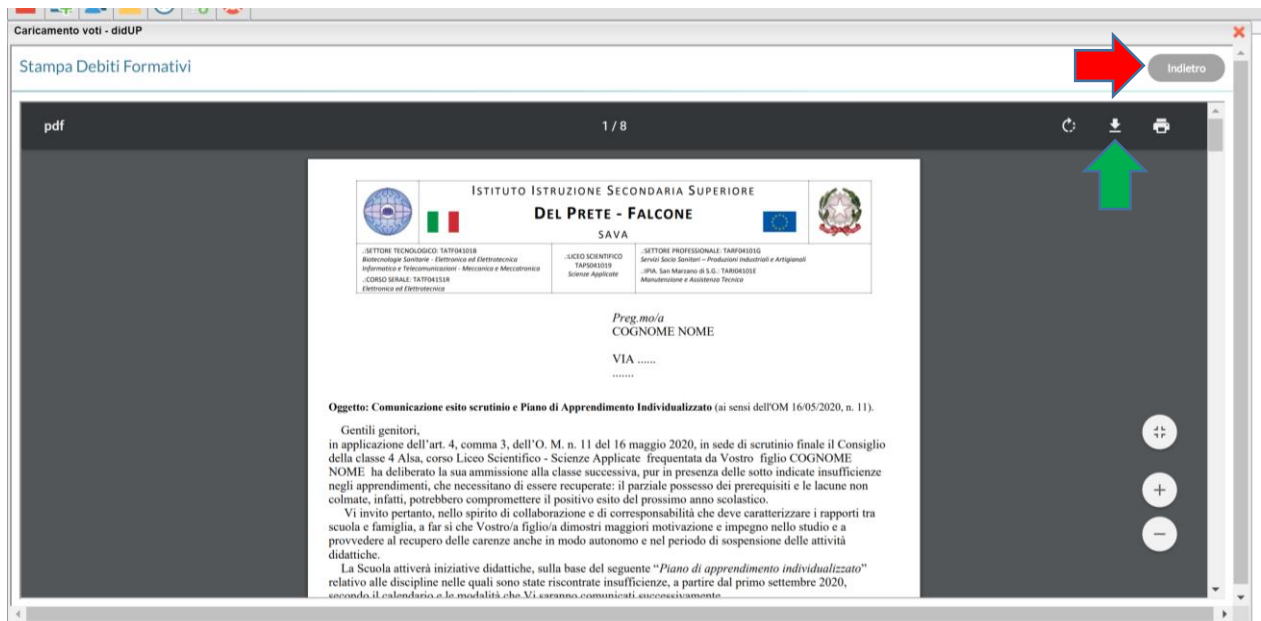 Caricamento voti - didUP
Stampa Debiti Formativi
Indietro
pdf
1 / 8
ISTITUTO ISTRUZIONE SECONDARIA SUPERIORE
DEL PRETE - FALCONE
SAVA
.:SETTORE TECNOLOGICO: TATF04101B
Biotecnologie Sanitarie - Elettronica ed Elettrotecnica
Informatica e Telecomunicazioni - Meccanica e Meccatronica
.:CORSO SERALE: TATF04151R
Elettronica ed Elettrotecnica
.:LICEO SCIENTIFICO
TAPS041019
Scienze Applicate
.:SETTORE PROFESSIONALE: TARF04101G
Servizi Socio Sanitari – Produzioni Industriali e Artigianali
.:IPIA. San Marzano di S.G.: TARI04101E
Manutenzione e Assistenza Tecnica
Preg.mo/a
COGNOME NOME
VIA ......
.......
Oggetto: Comunicazione esito scrutinio e Piano di Apprendimento Individualizzato (ai sensi dell'OM 16/05/2020, n. 11).
Gentili genitori,
in applicazione dell'art. 4, comma 3, dell'O. M. n. 11 del 16 maggio 2020, in sede di scrutinio finale il Consiglio
della classe 4 Alsa, corso Liceo Scientifico - Scienze Applicate frequentata da Vostro figlio COGNOME
NOME ha deliberato la sua ammissione alla classe successiva, pur in presenza delle sotto indicate insufficienze
negli apprendimenti, che necessitano di essere recuperate: il parziale possesso dei prerequisiti e le lacune non
colmate, infatti, potrebbero compromettere il positivo esito del prossimo anno scolastico.
Vi invito pertanto, nello spirito di collaborazione e di corresponsabilità che deve caratterizzare i rapporti tra
scuola e famiglia, a far sì che Vostro/a figlio/a dimostri maggiori motivazione e impegno nello studio e a
provvedere al recupero delle carenze anche in modo autonomo e nel periodo di sospensione delle attività
didattiche.
La Scuola attiverà iniziative didattiche, sulla base del seguente "Piano di apprendimento individualizzato"
relativo alle discipline nelle quali sono state riscontrate insufficienze, a partire dal primo settembre 2020,
secondo il calendario e le modalità che Vi saranno comunicati successivamente.